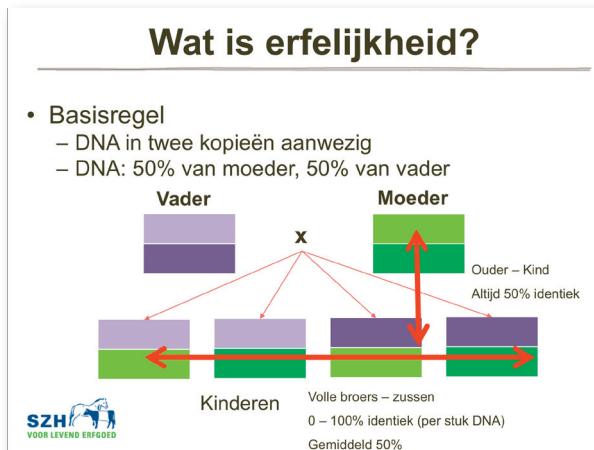 Wat is erfelijkheid?
• Basisregel
– DNA in twee kopieën aanwezig
– DNA: 50% van moeder, 50% van vader
Vader
Moeder
x
Ouder – Kind
Altijd 50% identiek
Kinderen
Volle broers – zussen
0 – 100% identiek (per stuk DNA)
Gemiddeld 50%
SZH
VOOR LEVEND ERFGOED